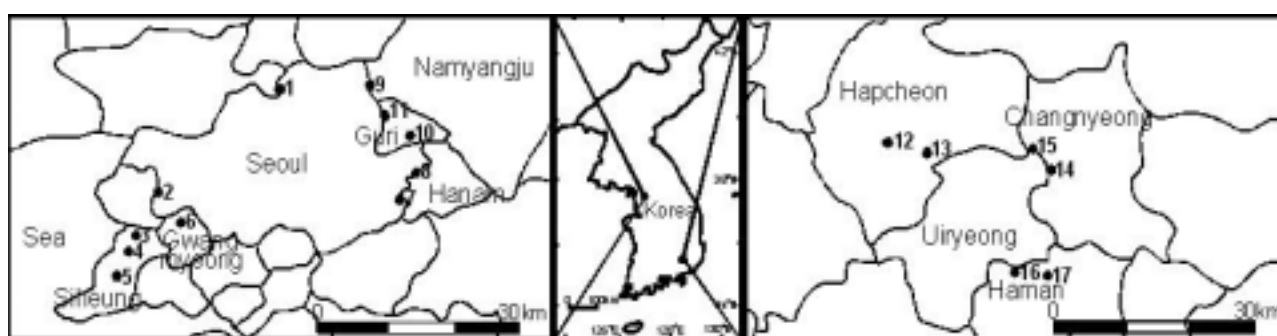 Namyangju
1
9
11
Guri
10
Seoul
8
Hanam
7
2
6
3
Gwang
myeong
4
Sea
5
Siheung
0
30km
Korea
0
Hapcheon
Changnyeong
12
13
15
14
Uiryeong
16
17
Haman
0
30km